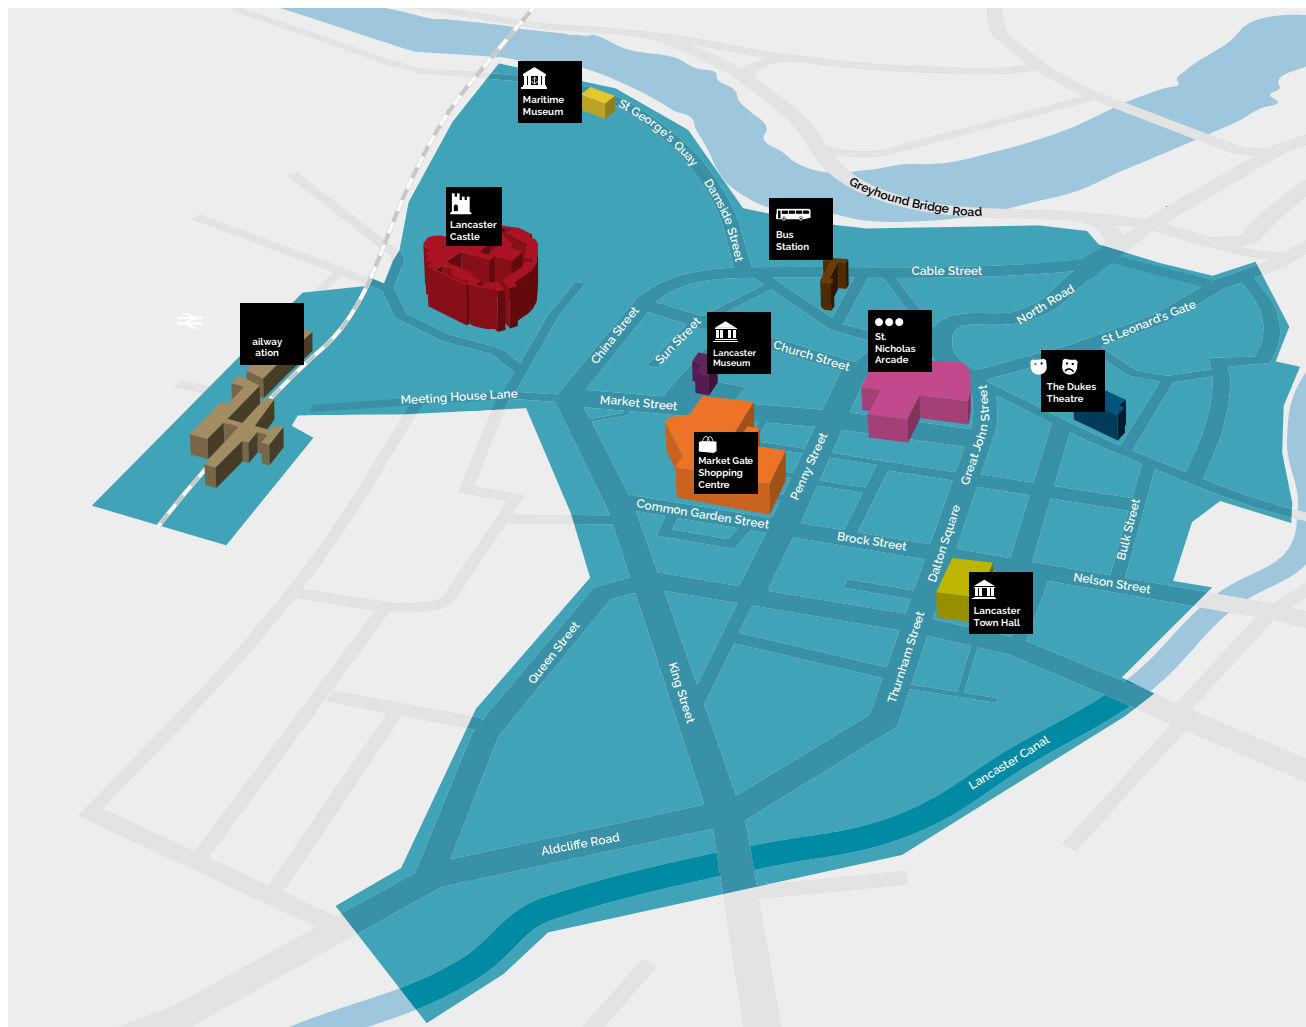 Maritime
Museum
St George's Quay
Damside Street
Greyhound Bridge Road
Lancaster
Castle
Bus
Station
Cable Street
North Road
St Leonard's Gate
ailway
ation
China Street
Sun Street
Lancaster
Museum
Church Street
St.
Nicholas
Arcade
The Dukes
Theatre
Meeting House Lane
Market Street
Great John Street
Market Gate
Shopping
Centre
Penny Street
Common Garden Street
Brock Street
Dalton Square
Bulk Street
Nelson Street
Lancaster
Town Hall
Queen Street
King Street
Thurnham Street
Lancaster Canal
Aldcliffe Road